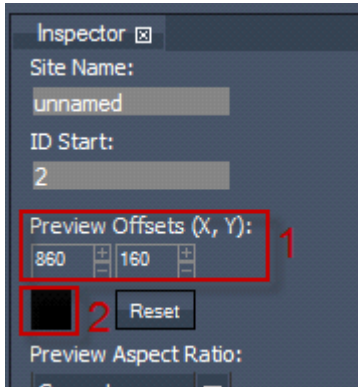 Inspector
Site Name:
unnamed
ID Start:
2
Preview Offsets (X, Y):
860 160
1
2
Reset
Preview Aspect Ratio: